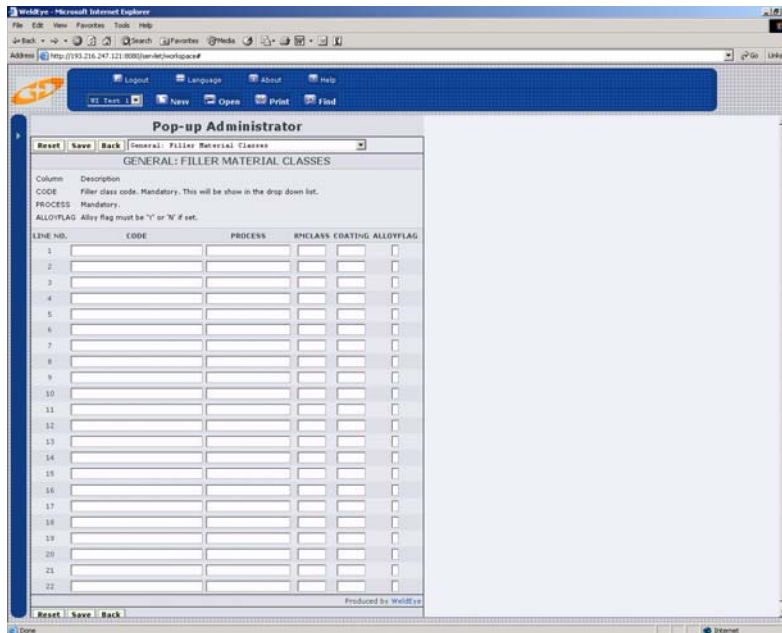 WeldEye - Microsoft Internet Explorer
File Edit View Favorites Tools Help
Back Search Favorites Media
Address http://193.216.247.121:8080/servlet/workspace# Go Links
Logout Language About Help
WI Test 1 New Open Print Find
Pop-up Administrator
Reset Save Back General: Filler Material Classes
GENERAL: FILLER MATERIAL CLASSES
Column Description
CODE Filler class code. Mandatory. This will be show in the drop down list.
PROCESS Mandatory.
ALLOYFLAG Alloy flag must be 'Y' or 'N' if set.
LINE NO. CODE PROCESS RMCLASS COATING ALLOYFLAG
1
2
3
4
5
6
7
8
9
10
11
12
13
14
15
16
17
18
19
20
21
22
Produced by WeldEye
Reset Save Back
Done Internet